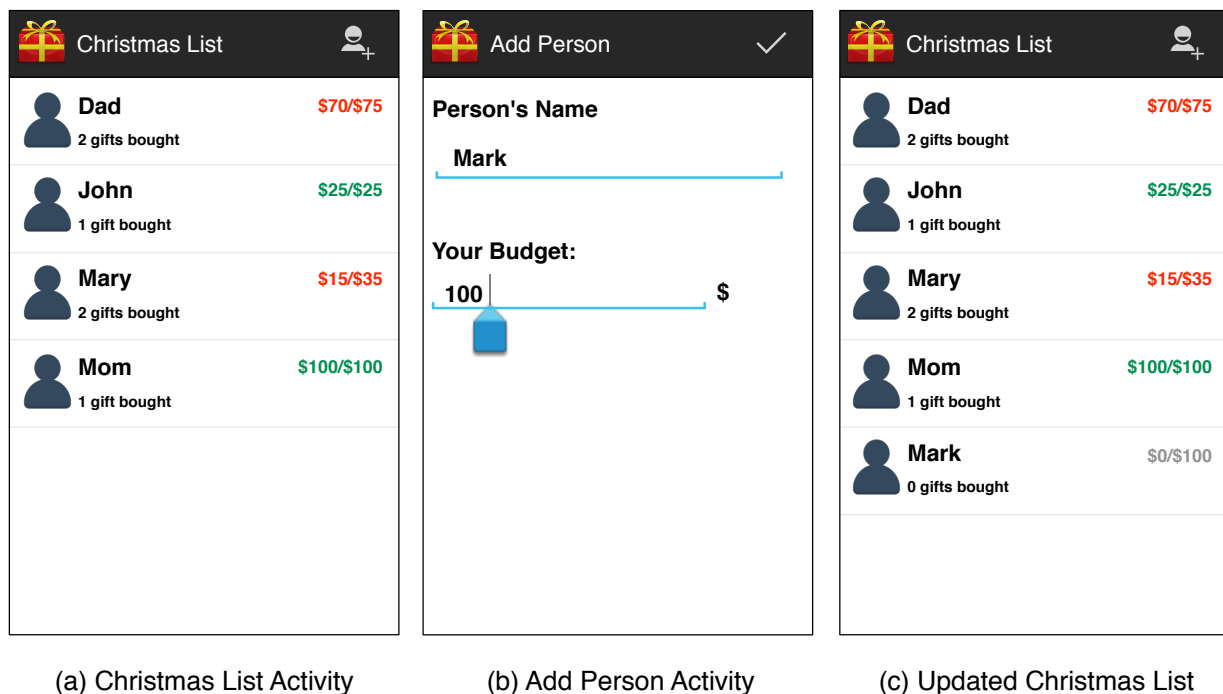 Christmas List
Dad $70/$75
2 gifts bought
John $25/$25
1 gift bought
Mary $15/$35
2 gifts bought
Mom $100/$100
1 gift bought
(a) Christmas List Activity
Add Person
Person's Name
Mark
Your Budget:
100 $
(b) Add Person Activity
Christmas List
Dad $70/$75
2 gifts bought
John $25/$25
1 gift bought
Mary $15/$35
2 gifts bought
Mom $100/$100
1 gift bought
Mark $0/$100
0 gifts bought
(c) Updated Christmas List